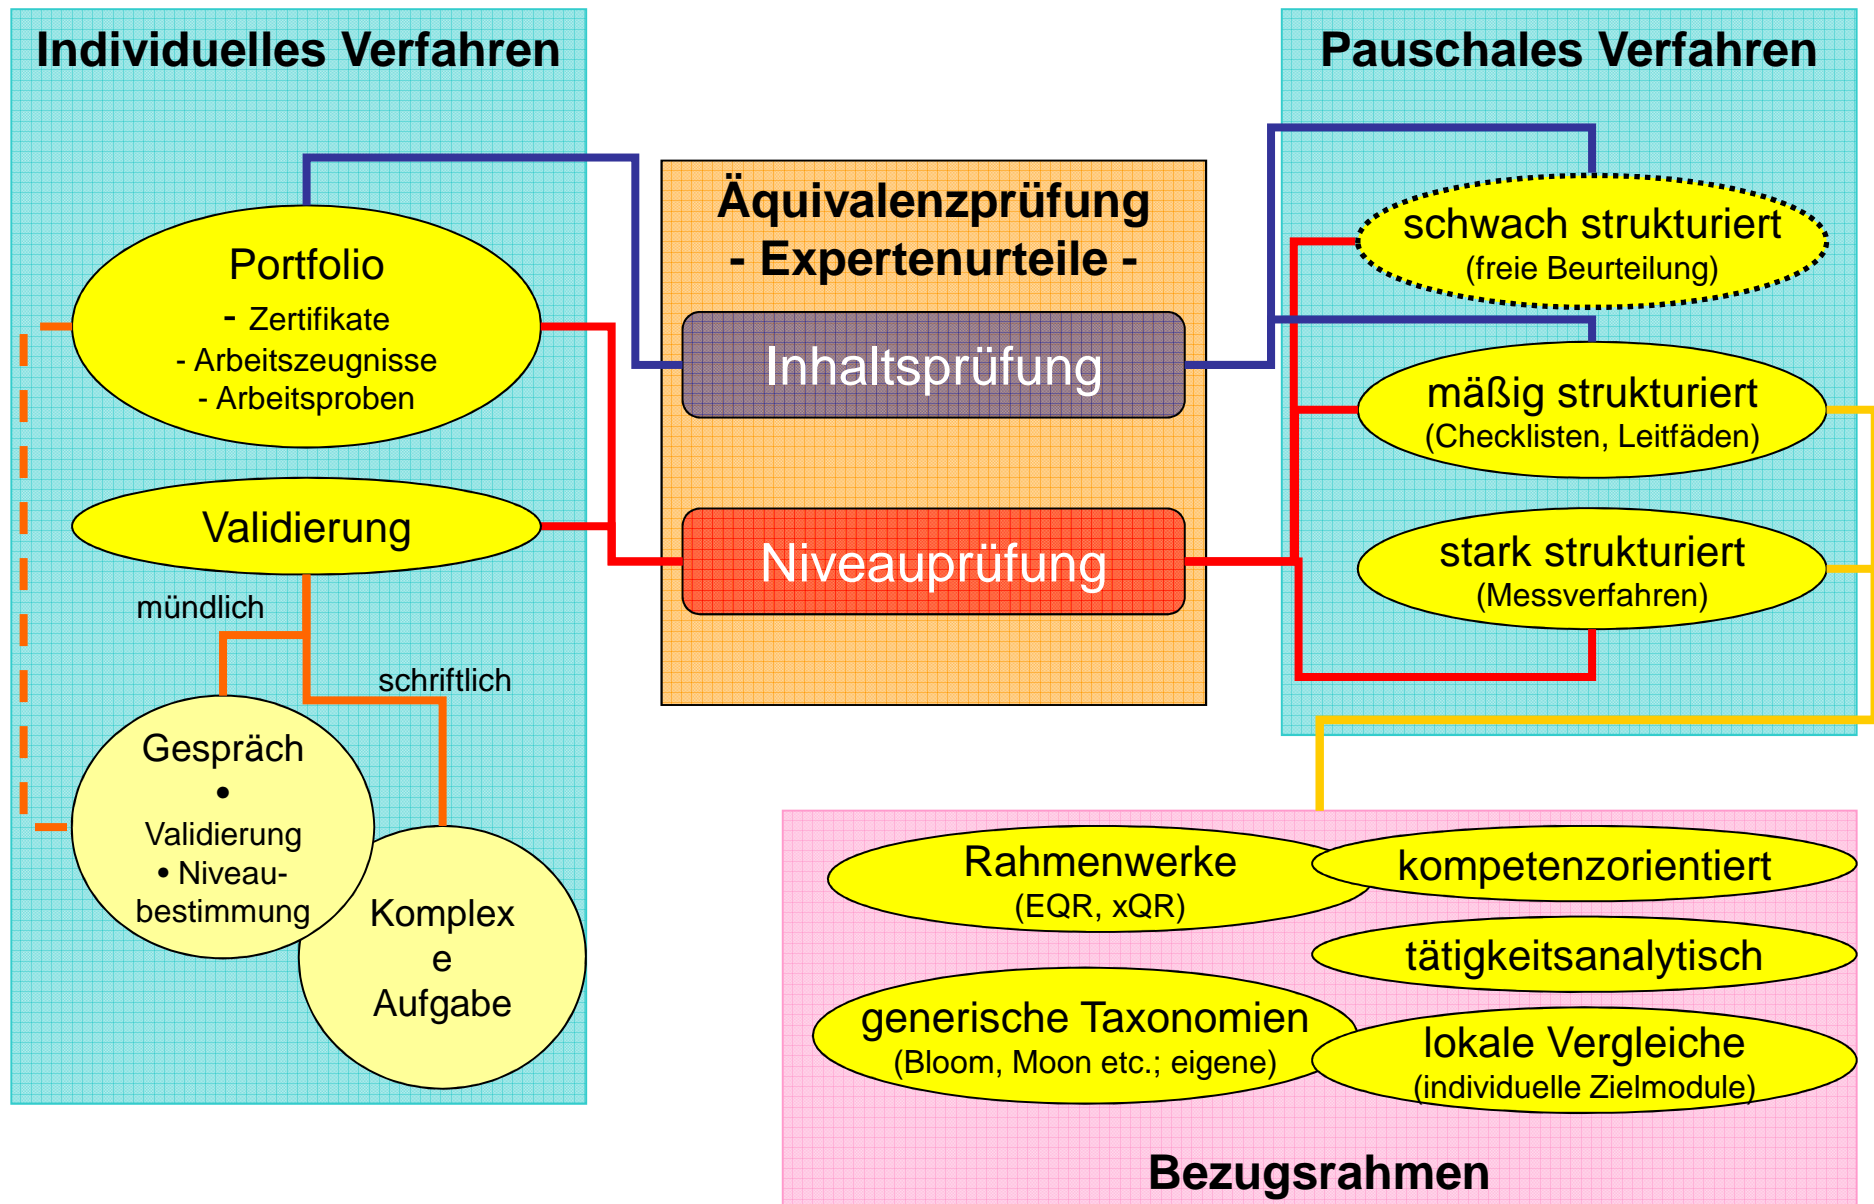 Individuelles Verfahren
Portfolio
- Zertifikate
- Arbeitszeugnisse
- Arbeitsproben
Validierung
mündlich
schriftlich
Gespräch
•
Validierung
• Niveau-
bestimmung
Komplex
e
Aufgabe
Äquivalenzprüfung
- Expertenurteile -
Inhaltsprüfung
Niveauprüfung
Pauschales Verfahren
schwach strukturiert
(freie Beurteilung)
mäßig strukturiert
(Checklisten, Leitfäden)
stark strukturiert
(Messverfahren)
Rahmenwerke
(EQR, xQR)
kompetenzorientiert
tätigkeitsanalytisch
generische Taxonomien
(Bloom, Moon etc.; eigene)
lokale Vergleiche
(individuelle Zielmodule)
Bezugsrahmen